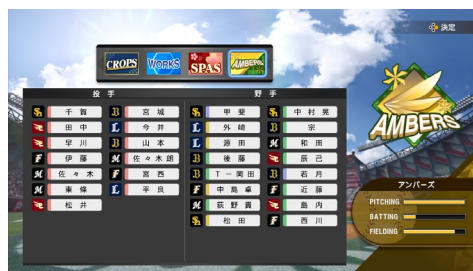 決定
CROPS WORKS SPAS AMBERS
投手 野手
千賀 宮城 甲斐 中村晃
田中 今井 外崎 宗
早川 山本 源田 和田
伊藤 佐々木朗 後藤 辰己
佐々木 宮西 T-岡田 若月
東條 平良 中島卓 近藤
松井 荻野貴 島内
松田 西川
AMBERS
アンバーズ
PITCHING
BATTING
FIELDING